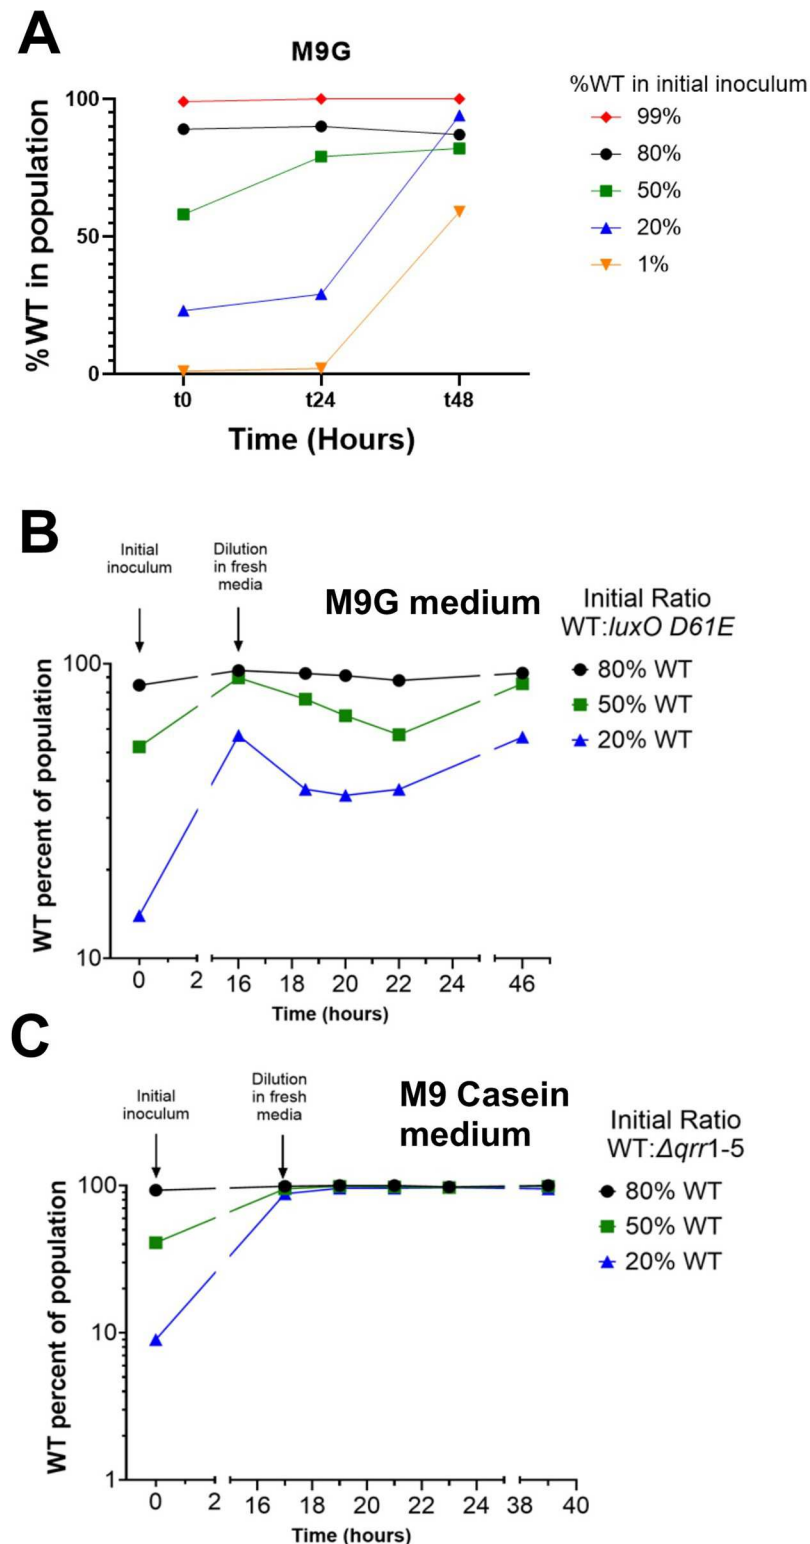 A
M9G
%WT in initial inoculum
99%
80%
50%
20%
1%
%WT in population
100
50
0
t0 t24 t48
Time (Hours)
B
Initial
inoculum
Dilution
in fresh
media
M9G medium
Initial Ratio
WT:luxO D61E
80% WT
50% WT
20% WT
WT percent of population
100
10
0 2 16 18 20 22 24 46
Time (hours)
C
Initial
inoculum
Dilution
in fresh
media
M9 Casein
medium
Initial Ratio
WT:Δqrr1-5
80% WT
50% WT
20% WT
WT percent of population
100
10
1
0 2 16 18 20 22 24 38 40
Time (hours)